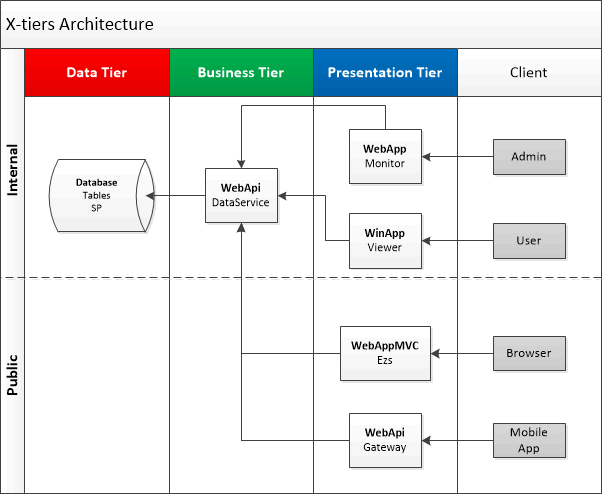 X-tiers Architecture
Data Tier
Business Tier
Presentation Tier
Client
Internal
Database
Tables
SP
WebApi
DataService
WebApp
Monitor
Admin
WinApp
Viewer
User
Public
WebAppMVC
Ezs
Browser
WebApi
Gateway
Mobile
App